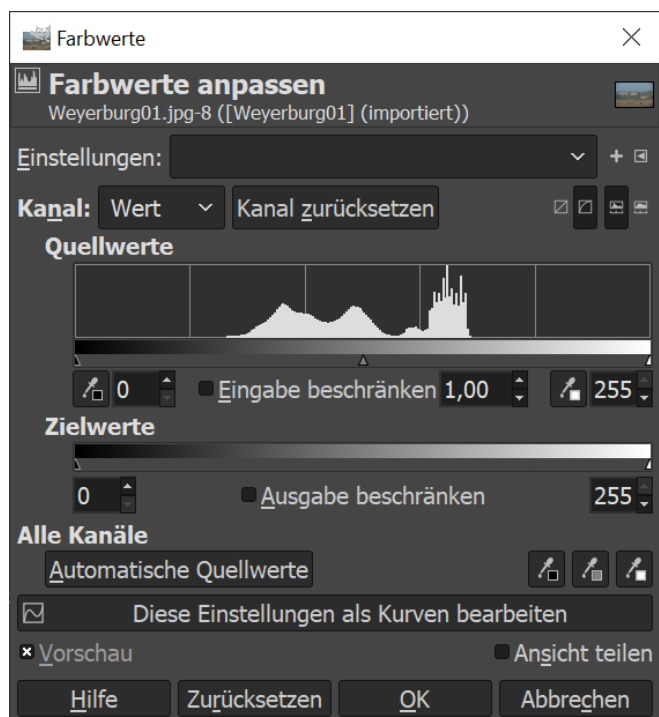 Farbwerte
Farbwerte anpassen
Weyerburg01.jpg-8 ([Weyerburg01] (importiert))
Einstellungen:
Kanal: Wert Kanal zurücksetzen
Quellwerte
0 Eingabe beschränken 1,00 255
Zielwerte
0 Ausgabe beschränken 255
Alle Kanäle
Automatische Quellwerte
Diese Einstellungen als Kurven bearbeiten
Vorschau Ansicht teilen
Hilfe Zurücksetzen OK Abbrechen